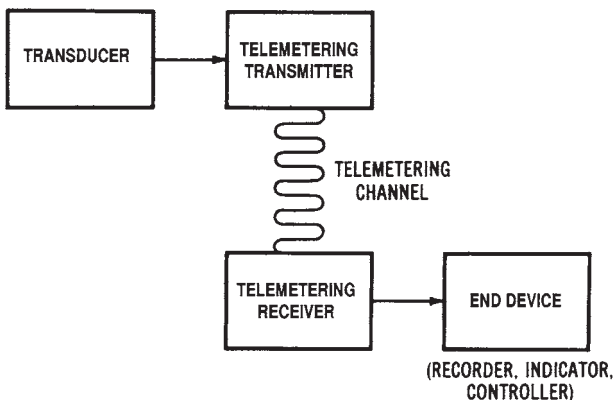 TRANSDUCER
TELEMETERING
TRANSMITTER
TELEMETERING
CHANNEL
TELEMETERING
RECEIVER
END DEVICE
(RECORDER, INDICATOR,
CONTROLLER)